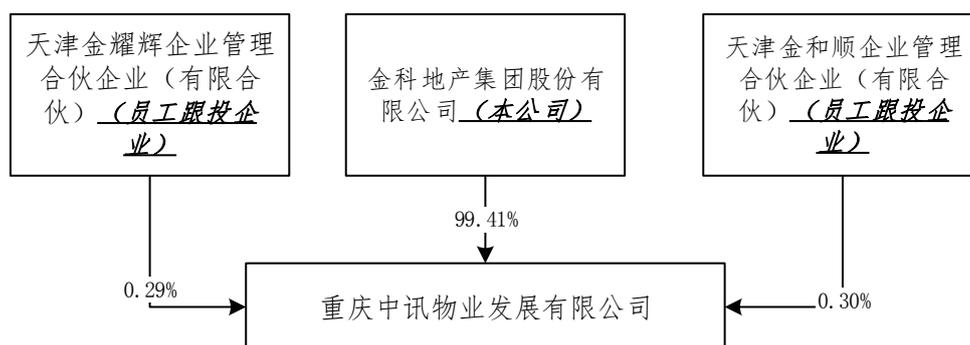 天津金耀辉企业管理
合伙企业（有限合
伙）（员工跟投企
业）
金科地产集团股份有
限公司（本公司）
天津金和顺企业管理
合伙企业（有限合
伙）（员工跟投企
业）
99.41%
0.29%
0.30%
重庆中讯物业发展有限公司